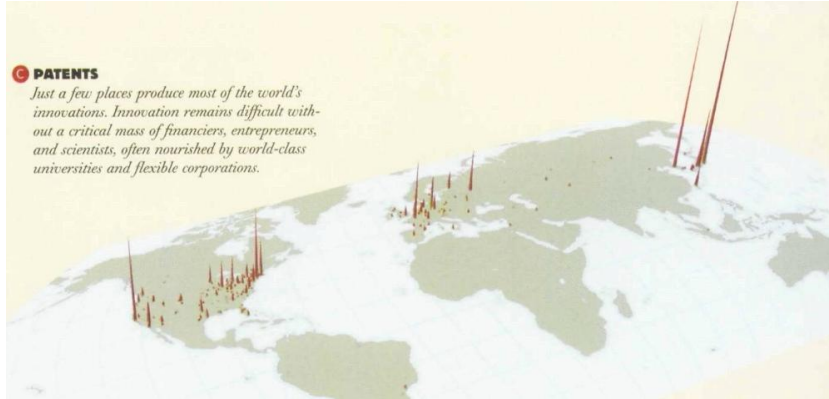 C PATENTS
Just a few places produce most of the world's
innovations. Innovation remains difficult with-
out a critical mass of financiers, entrepreneurs,
and scientists, often nourished by world-class
universities and flexible corporations.